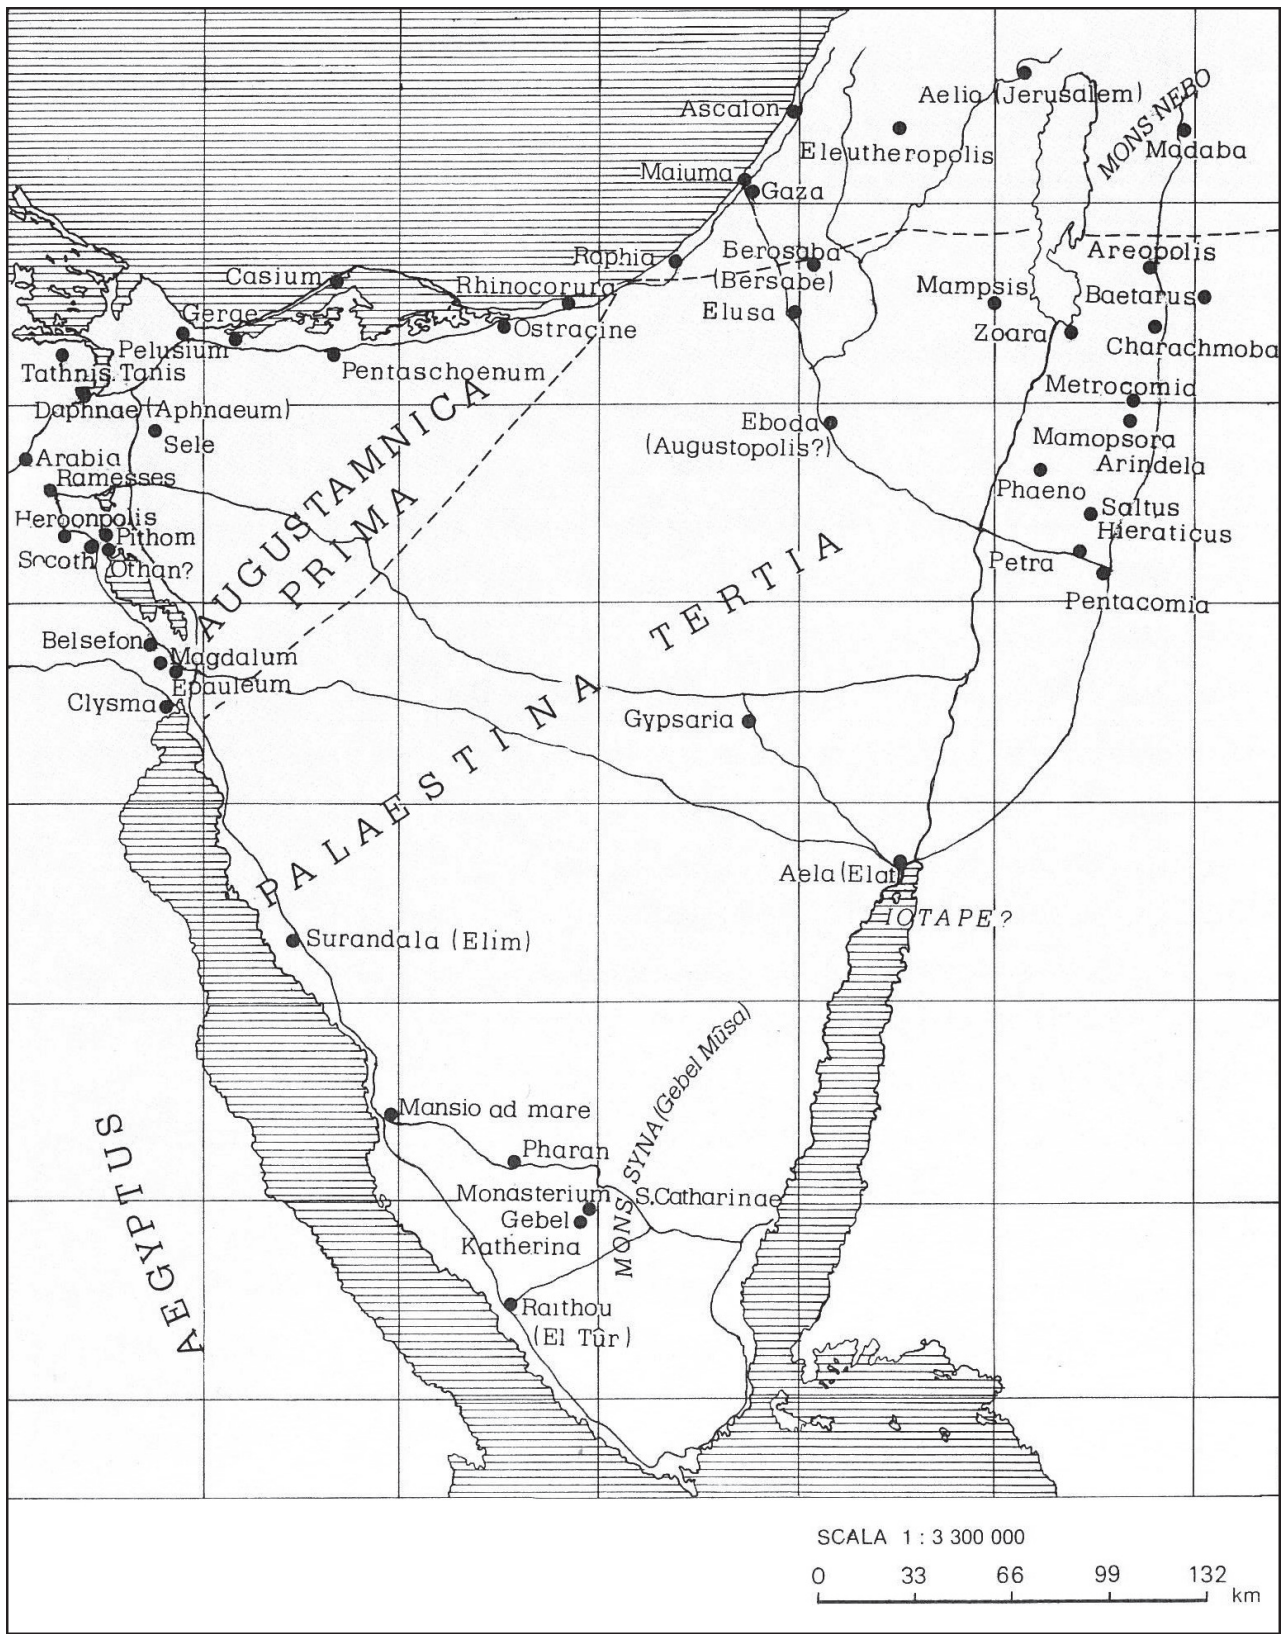 Aelia (Jerusalem)
MONS NEBO
Ascalon
Eleutheropolis
Madaba
Maiuma
Gaza
Raphia
Berosaba
(Bersabe)
Areopolis
Casium
Rhinocorura
Elusa
Mampsis
Baetarus
Gerge
Ostracine
Zoara
Charachmoba
Pelusium
Tathnis. Tanis
Pentaschoenum
Metrocomia
Daphnae (Aphnaeum)
Sele
Eboda
(Augustopolis?)
Mamopsora
Arindela
Arabia
Ramesses
Phaeno
Saltus
Hieraticus
Heroonpolis
Pithom
Socoth
Othan?
Petra
Pentacomia
AUGUSTAMNICA
PRIMA
PALAESTINA TERTIA
Belsefon
Magdalum
Epauleum
Clysma
Gypsaria
Aela (Elat)
IOTAPE?
Surandala (Elim)
Mansio ad mare
Pharan
MONS SYNA (Gebel Mûsa)
Monasterium S. Catharinae
Gebel
Katherina
AEGYPTUS
Raithou
(El Tûr)
SCALA 1 : 3 300 000
0 33 66 99 132
km